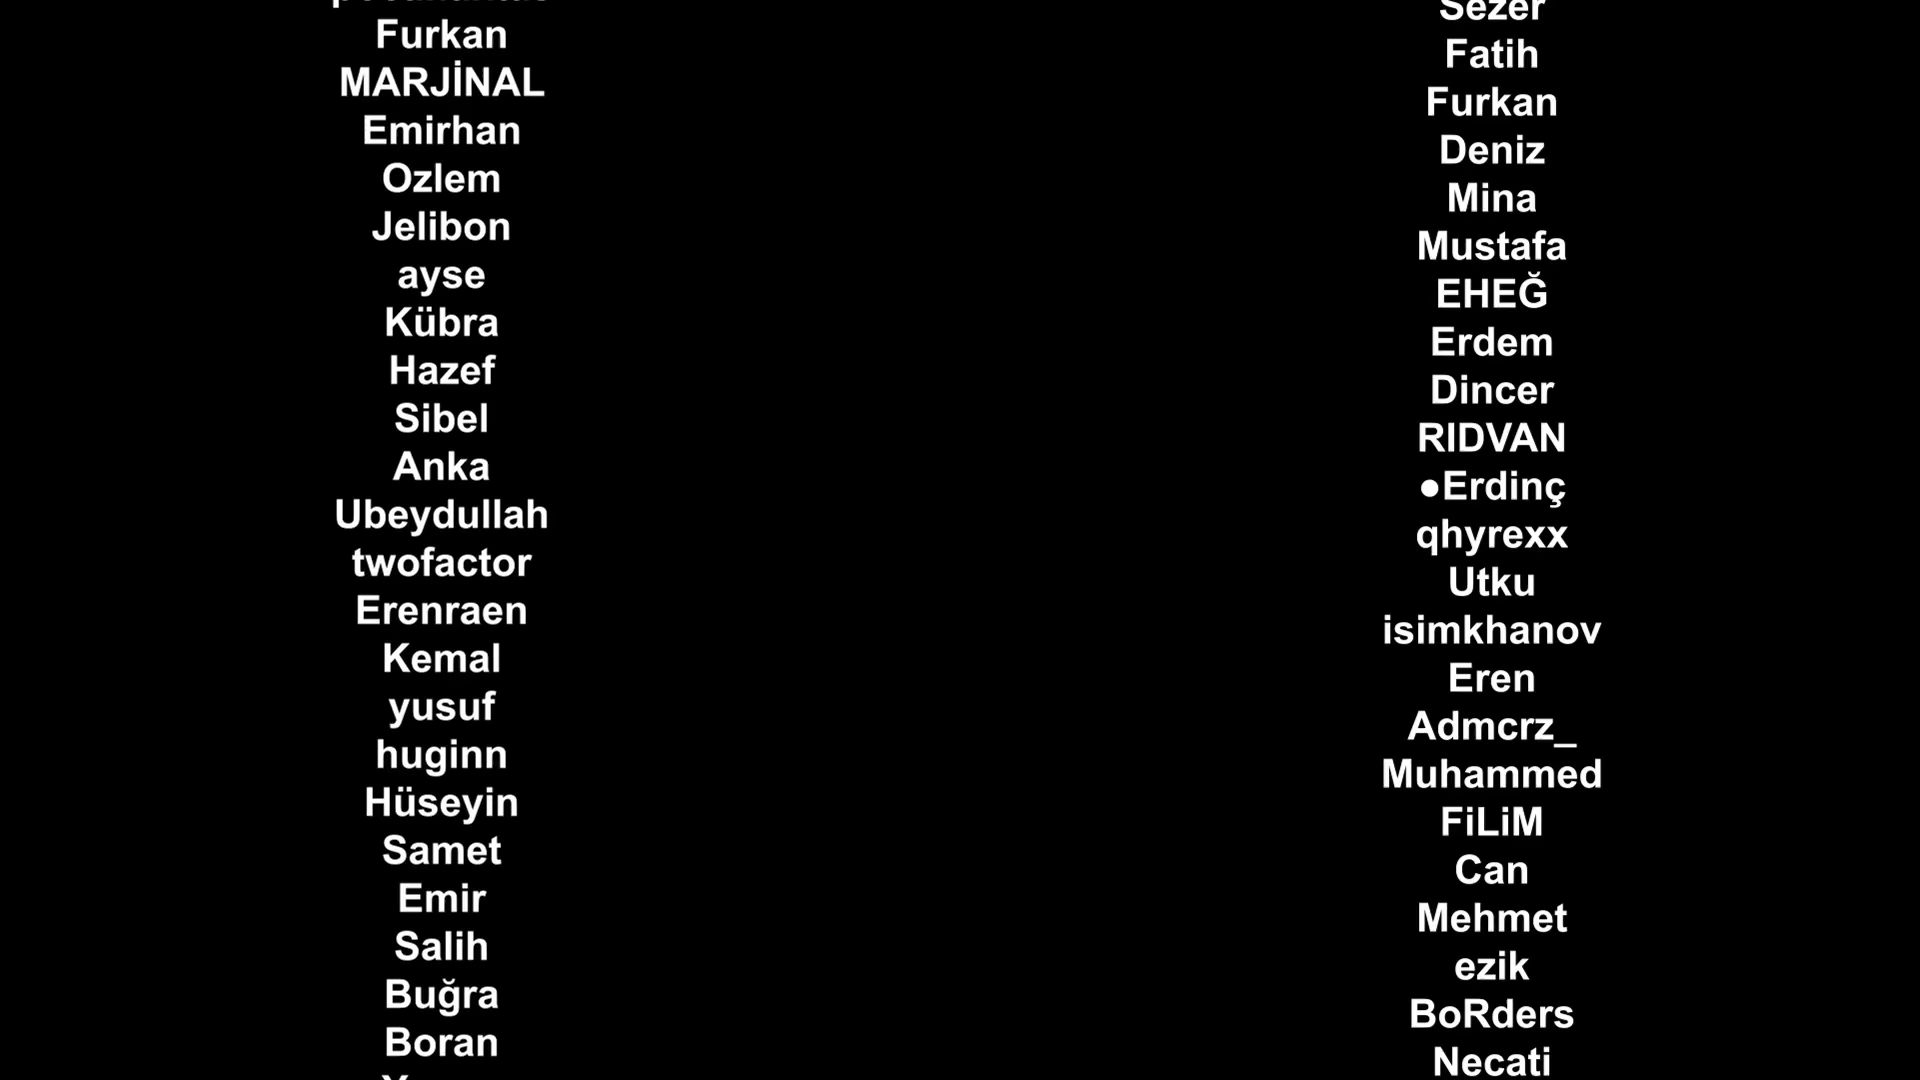 Furkan
MARJİNAL
Emirhan
Ozlem
Jelibon
ayse
Kübra
Hazef
Sibel
Anka
Ubeydullah
twofactor
Erenraen
Kemal
yusuf
huginn
Hüseyin
Samet
Emir
Salih
Buğra
Boran
Sezer
Fatih
Furkan
Deniz
Mina
Mustafa
EHEĞ
Erdem
Dincer
RIDVAN
●Erdinç
qhyrexx
Utku
isimkhanov
Eren
Admcrz_
Muhammed
FiLiM
Can
Mehmet
ezik
BoRders
Necati